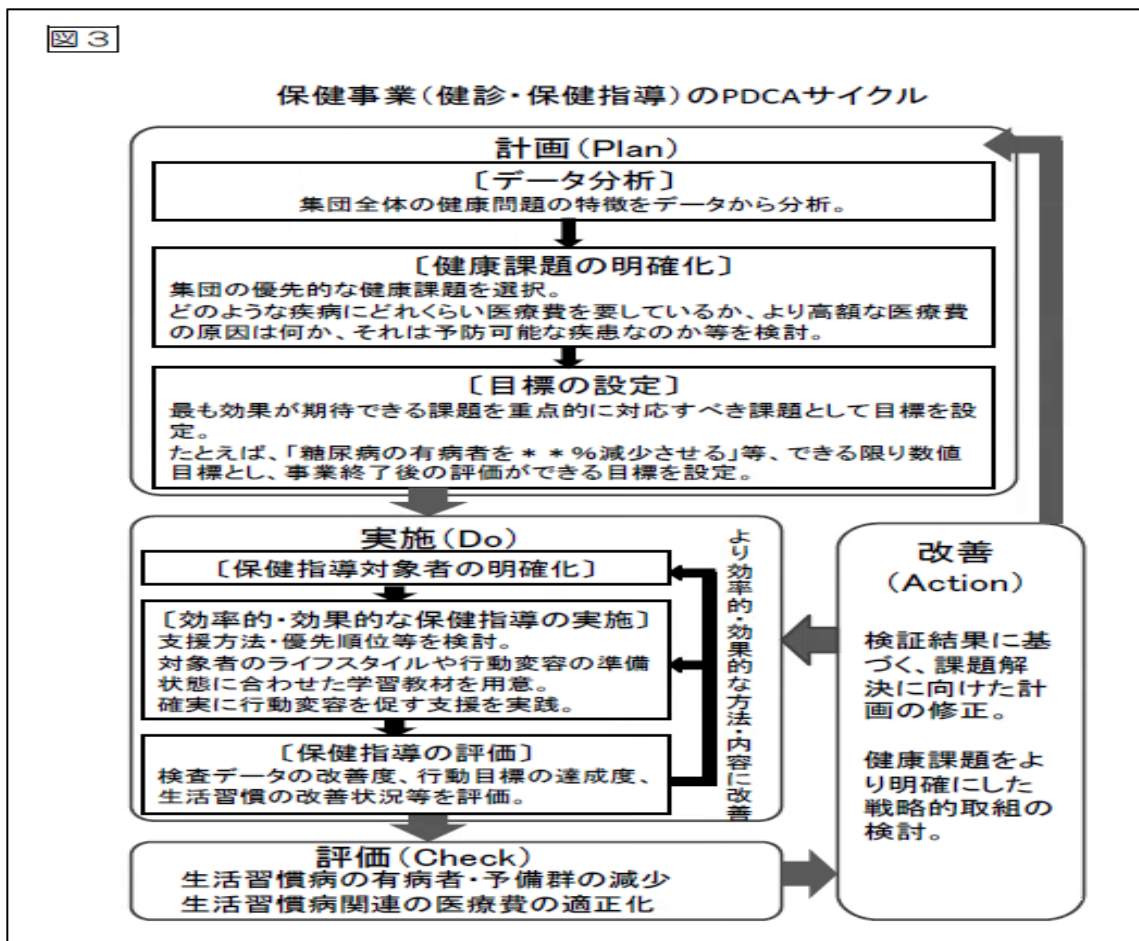 図３
保健事業(健診・保健指導)のPDCAサイクル
計画(Plan)
〔データ分析〕
集団全体の健康問題の特徴をデータから分析。
〔健康課題の明確化〕
集団の優先的な健康課題を選択。
どのような疾病にどれくらい医療費を要しているか、より高額な医療費
の原因は何か、それは予防可能な疾患なのか等を検討。
〔目標の設定〕
最も効果が期待できる課題を重点的に対応すべき課題として目標を設
定。
たとえば、「糖尿病の有病者を＊＊%減少させる」等、できる限り数値
目標とし、事業終了後の評価ができる目標を設定。
実施(Do)
〔保健指導対象者の明確化〕
〔効率的・効果的な保健指導の実施〕
支援方法・優先順位等を検討。
対象者のライフスタイルや行動変容の準備
状態に合わせた学習教材を用意。
確実に行動変容を促す支援を実践。
〔保健指導の評価〕
検査データの改善度、行動目標の達成度、
生活習慣の改善状況等を評価。
より効率的・効果的な方法・内容に改善
評価(Check)
生活習慣病の有病者・予備群の減少
生活習慣病関連の医療費の適正化
改善
(Action)
検証結果に基
づく、課題解
決に向けた計
画の修正。
健康課題をよ
り明確にした
戦略的取組の
検討。